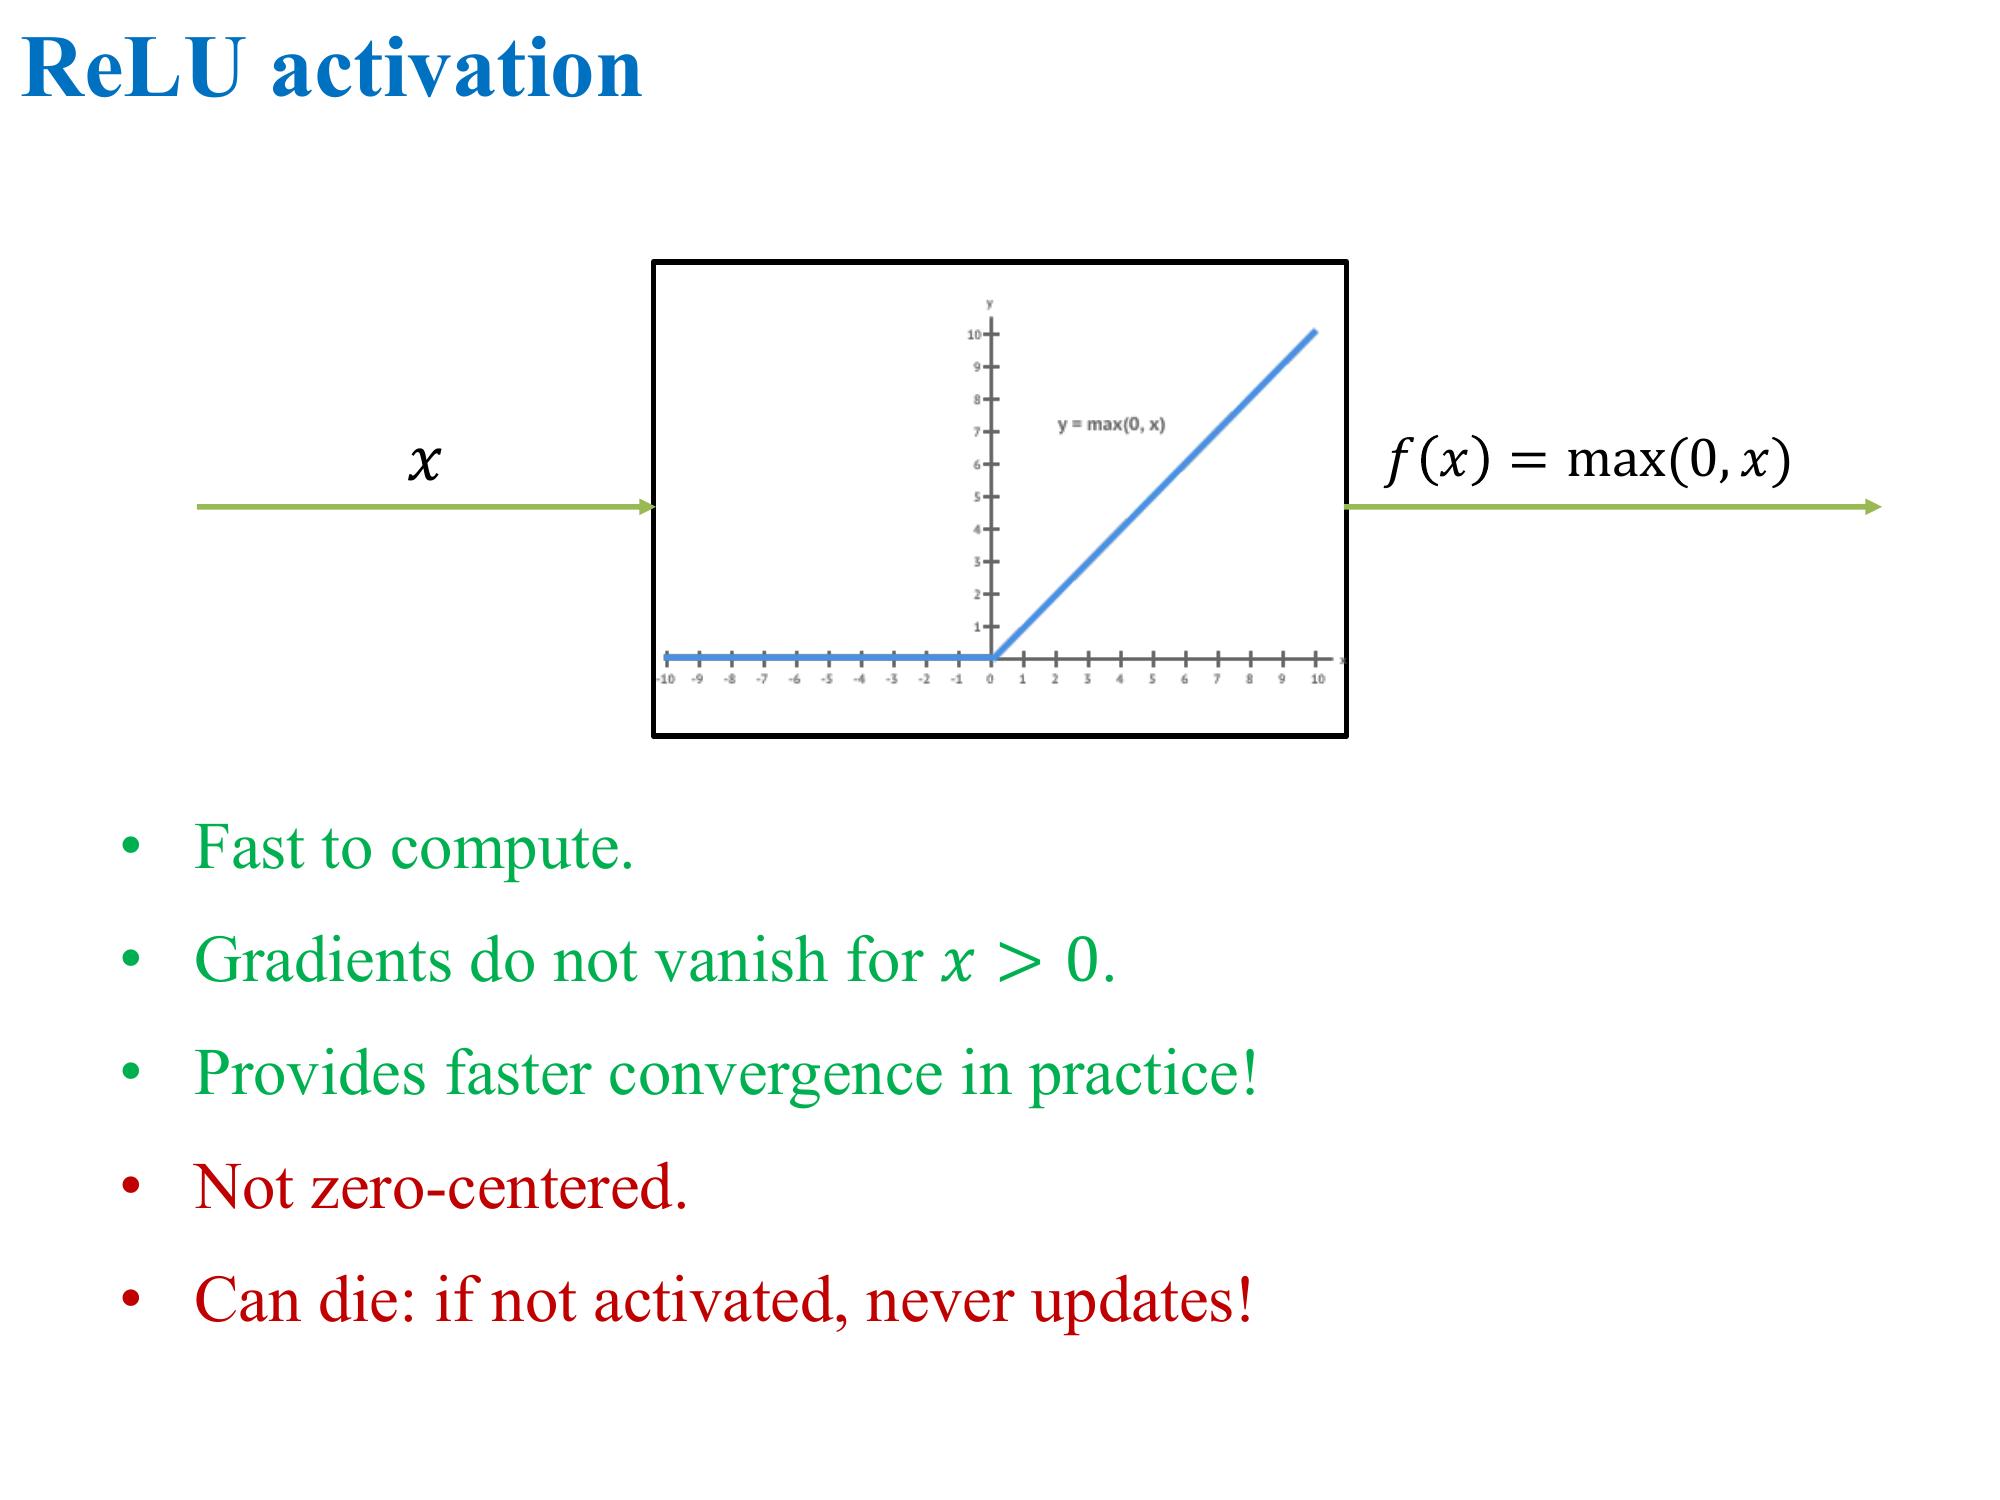 ReLU activation
y
10
9
8
7
6
5
4
3
2
1
y = max(0, x)
x
-10 -9 -8 -7 -6 -5 -4 -3 -2 -1 0 1 2 3 4 5 6 7 8 9 10
x
f(x) = max(0, x)
• Fast to compute.
• Gradients do not vanish for x > 0.
• Provides faster convergence in practice!
• Not zero-centered.
• Can die: if not activated, never updates!